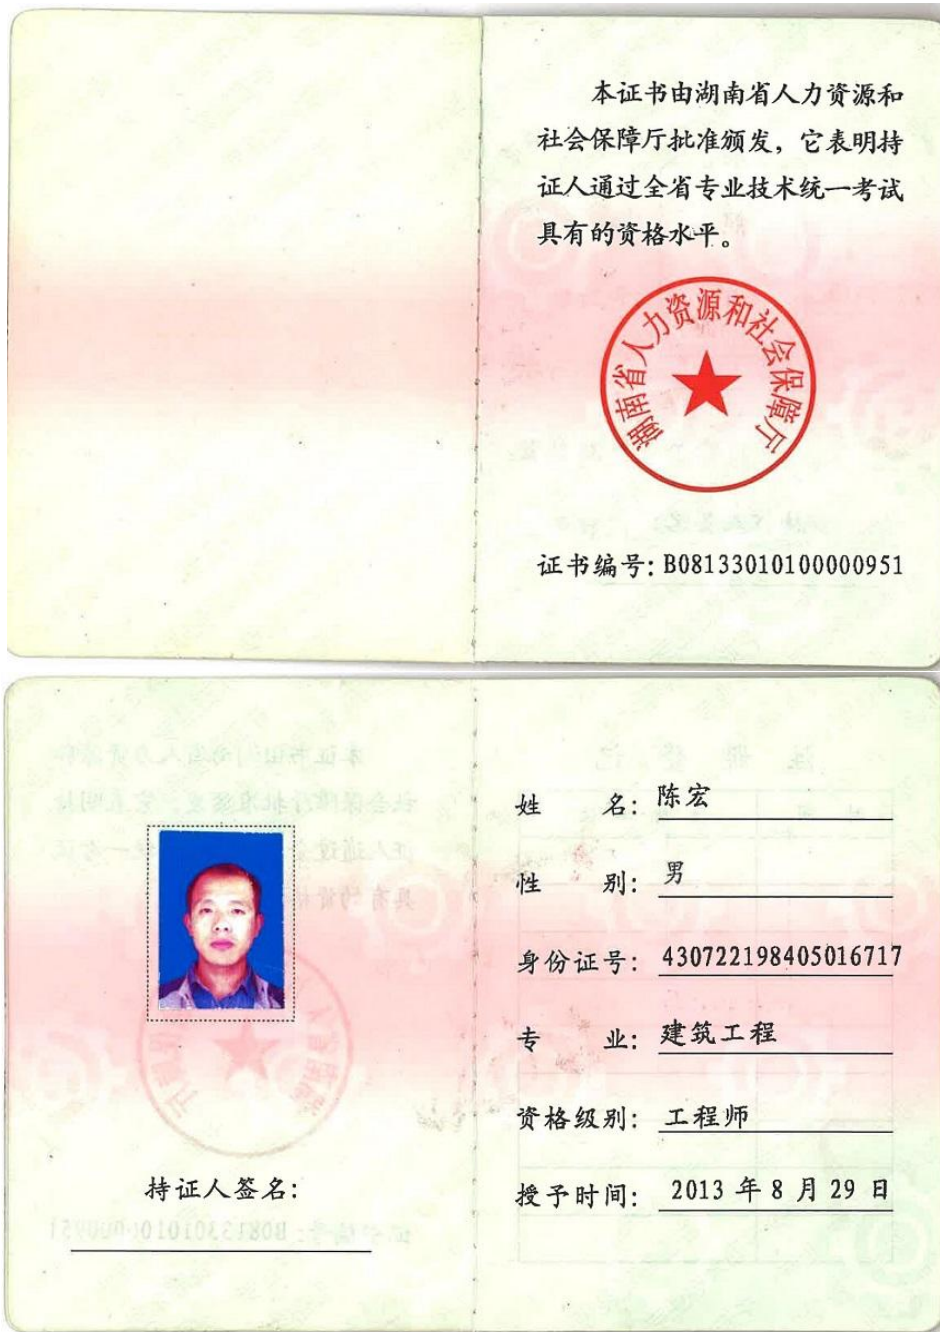 本证书由湖南省人力资源和
社会保障厅批准颁发，它表明持
证人通过全省专业技术统一考试
具有的资格水平。
湖南省人力资源和社会保障厅
证书编号：B08133010100000951
姓 名：陈宏
性 别：男
身份证号：430722198405016717
专 业：建筑工程
资格级别：工程师
授予时间：2013 年 8 月 29 日
持证人签名：